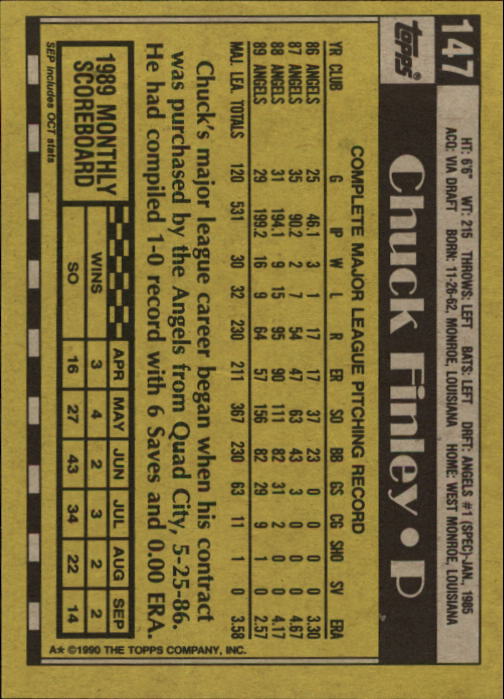 147
Topps
HT: 6'6" WT: 215 THROWS: LEFT BATS: LEFT DRFT: ANGELS #1 (SPEC)-JAN., 1985
ACQ: VIA DRAFT BORN: 11-26-62, MONROE, LOUISIANA HOME: WEST MONROE, LOUISIANA
Chuck Finley • P
COMPLETE MAJOR LEAGUE PITCHING RECORD
YR CLUB G IP W L R ER SO BB GS CG SHO SV ERA
86 ANGELS 25 46.1 3 1 17 17 37 23 0 0 0 0 3.30
87 ANGELS 35 90.2 2 7 54 47 63 43 3 0 0 0 4.67
88 ANGELS 31 194.1 9 15 95 90 111 82 31 2 0 0 4.17
89 ANGELS 29 199.2 16 9 64 57 156 82 29 9 1 0 2.57
MAJ. LEA. TOTALS 120 531 30 32 230 211 367 230 63 11 1 0 3.58
Chuck's major league career began when his contract
was purchased by the Angels from Quad City, 5-25-86.
He had compiled 1-0 record with 6 Saves and 0.00 ERA.
1989 MONTHLY
SCOREBOARD
APR MAY JUN JUL AUG SEP
WINS 3 4 2 3 2 2
SO 16 27 43 34 22 14
SEP includes OCT stats
A★ ©1990 THE TOPPS COMPANY, INC.